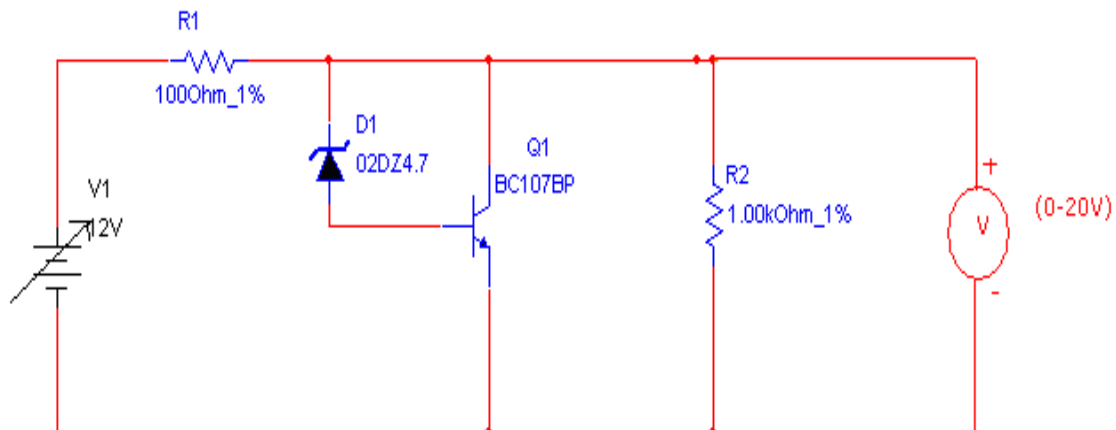 R1
100Ohm_1%
D1
02DZ4.7
Q1
BC107BP
R2
1.00kOhm_1%
V1
12V
+
V
-
(0-20V)